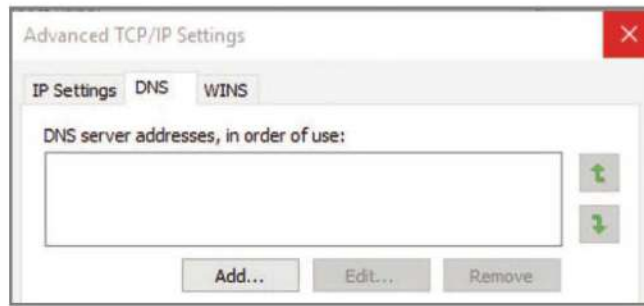 Advanced TCP/IP Settings
IP Settings DNS WINS
DNS server addresses, in order of use:
Add... Edit... Remove